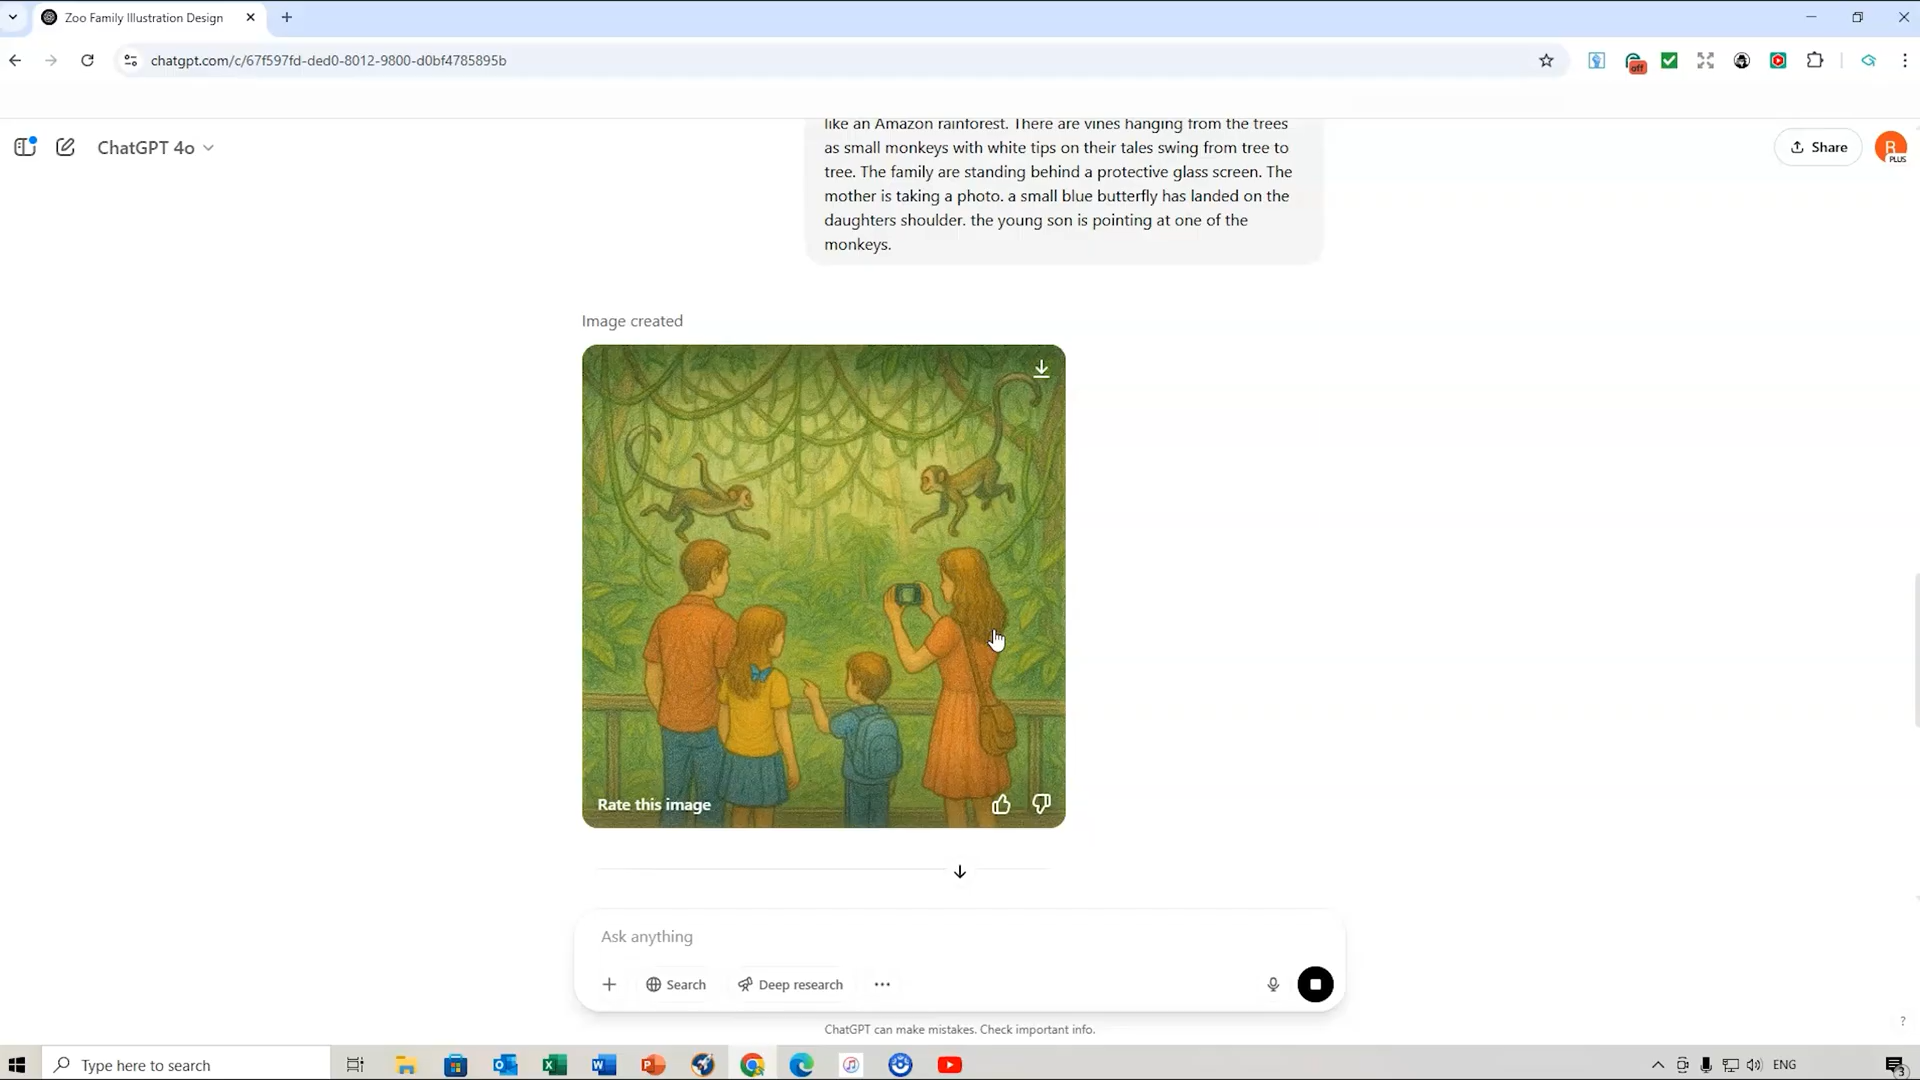 Zoo Family Illustration Design
chatgpt.com/c/67f597fd-ded0-8012-9800-d0bf4785895b
off
ChatGPT 4o
Share
R
PLUS
like an Amazon rainforest. There are vines hanging from the trees
as small monkeys with white tips on their tales swing from tree to
tree. The family are standing behind a protective glass screen. The
mother is taking a photo. a small blue butterfly has landed on the
daughters shoulder. the young son is pointing at one of the
monkeys.
Image created
Rate this image
Ask anything
Search
Deep research
ChatGPT can make mistakes. Check important info.
?
Type here to search
ENG
3